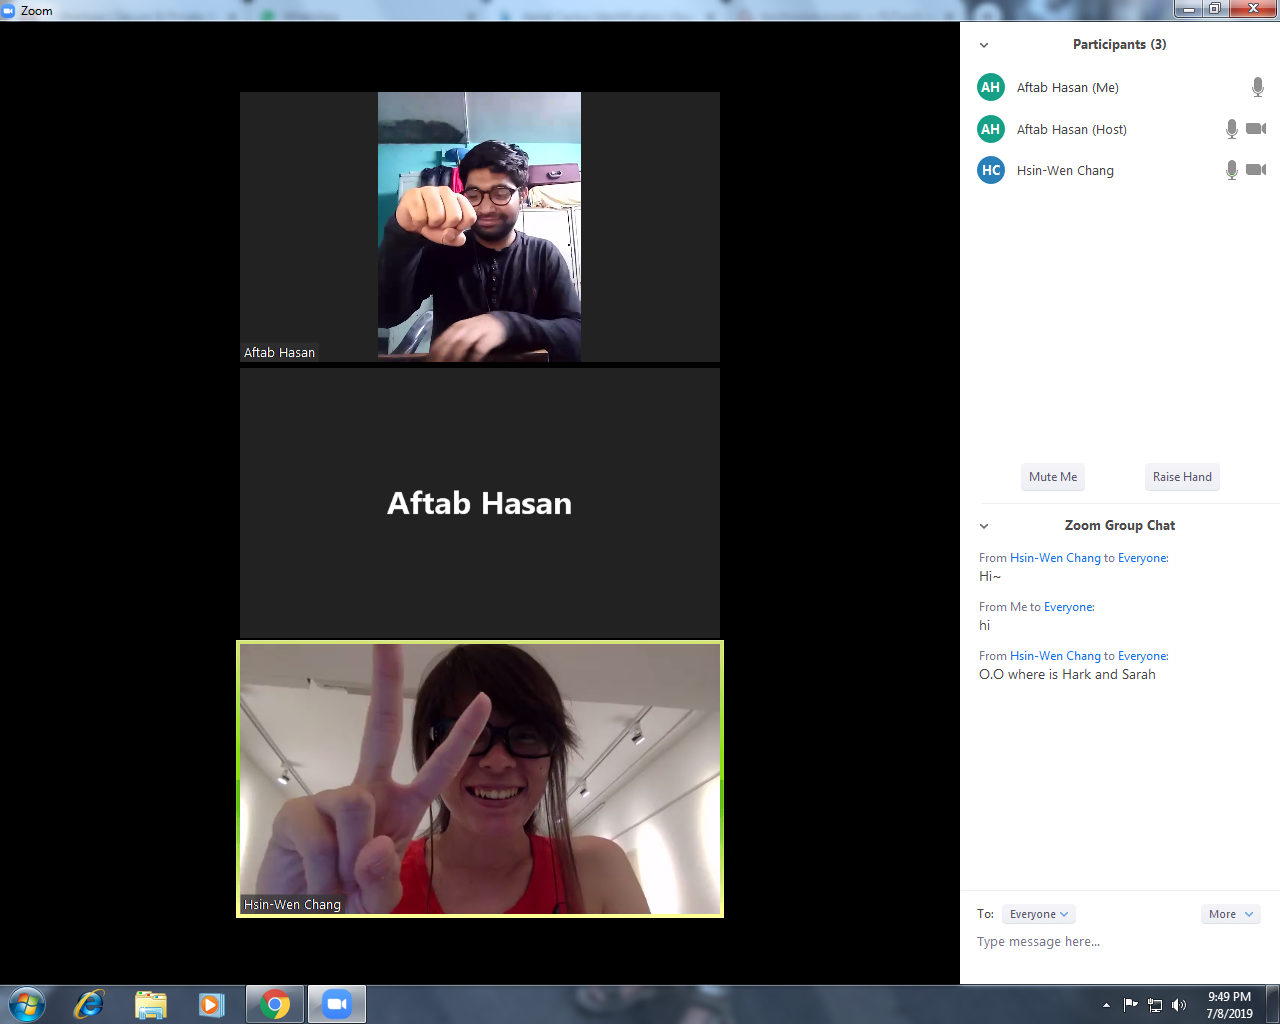 Zoom
Aftab Hasan
Aftab Hasan
Hsin-Wen Chang
Participants (3)
AH Aftab Hasan (Me)
AH Aftab Hasan (Host)
HC Hsin-Wen Chang
Mute Me Raise Hand
Zoom Group Chat
From Hsin-Wen Chang to Everyone:
Hi~
From Me to Everyone:
hi
From Hsin-Wen Chang to Everyone:
O.O where is Hark and Sarah
To: Everyone More
Type message here...
9:49 PM
7/8/2019